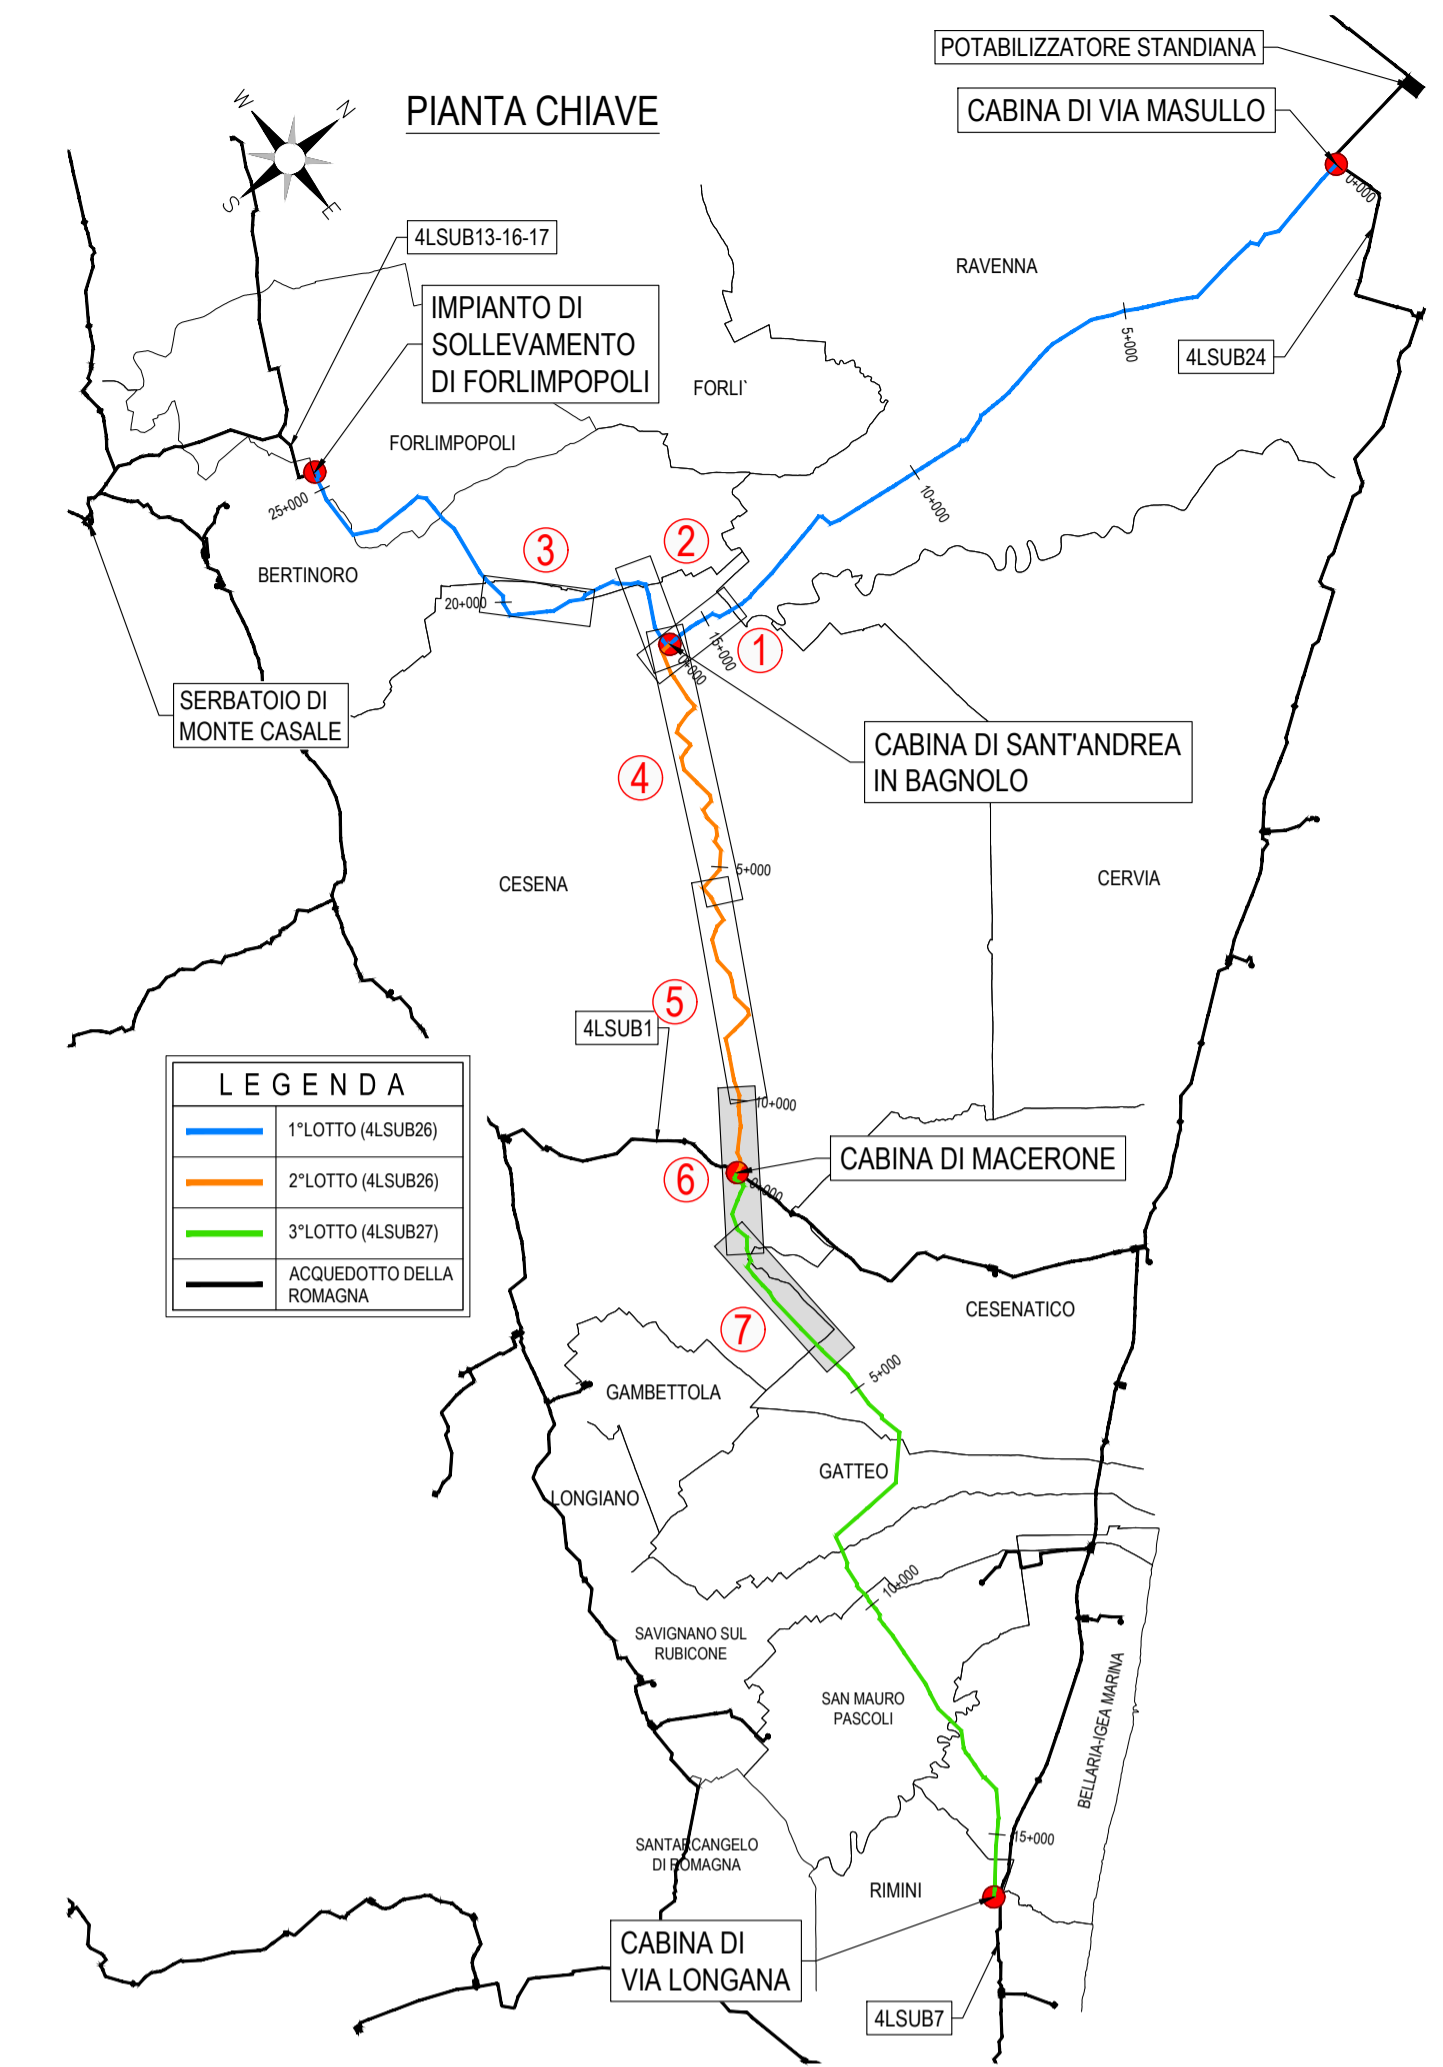 POTABILIZZATORE STANDIANA
PIANTA CHIAVE
CABINA DI VIA MASULLO
W
N
S
E
0+000
4LSUB13-16-17
RAVENNA
IMPIANTO DI
SOLLEVAMENTO
DI FORLIMPOPOLI
5+000
4LSUB24
FORLI`
FORLIMPOPOLI
25+000
10+000
2
3
BERTINORO
20+000
15+000
1
0+000
SERBATOIO DI
MONTE CASALE
CABINA DI SANT'ANDREA
IN BAGNOLO
4
5+000
CESENA
CERVIA
5
4LSUB1
LEGENDA
1°LOTTO (4LSUB26)
2°LOTTO (4LSUB26)
3°LOTTO (4LSUB27)
ACQUEDOTTO DELLA
ROMAGNA
10+000
CABINA DI MACERONE
6
0+000
CESENATICO
7
5+000
GAMBETTOLA
GATTEO
LONGIANO
10+000
SAVIGNANO SUL
RUBICONE
SAN MAURO
PASCOLI
BELLARIA-IGEA MARINA
15+000
SANTARCANGELO
DI ROMAGNA
RIMINI
CABINA DI
VIA LONGANA
4LSUB7